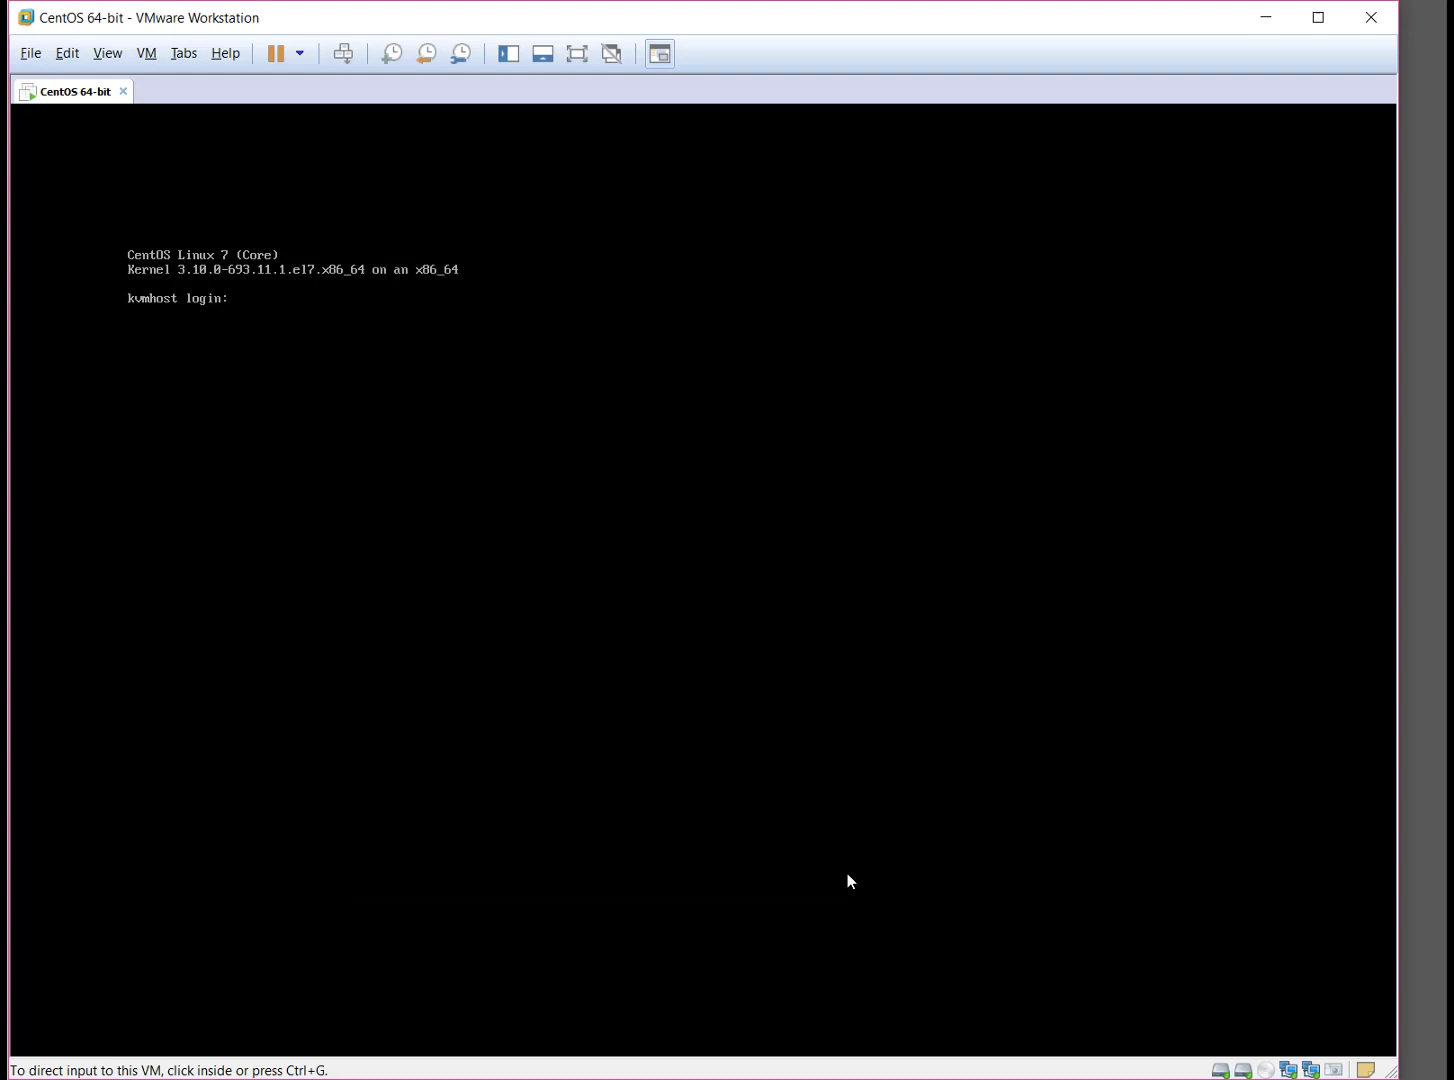 CentOS 64-bit - VMware Workstation
File Edit View VM Tabs Help
CentOS 64-bit
CentOS Linux 7 (Core)
Kernel 3.10.0-693.11.1.el7.x86_64 on an x86_64
kvmhost login:
To direct input to this VM, click inside or press Ctrl+G.